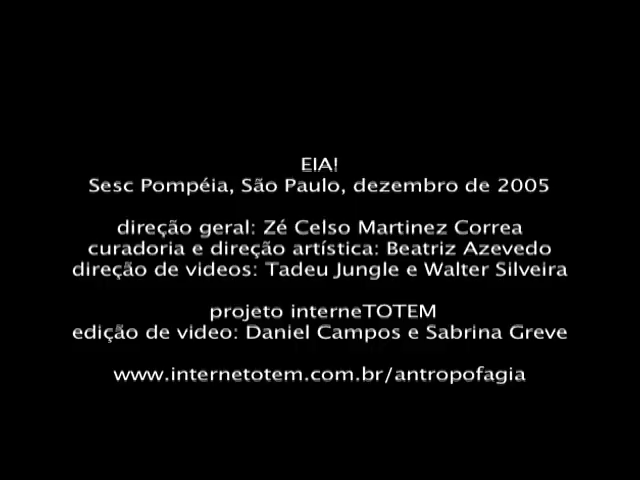 EIA!
Sesc Pompéia, São Paulo, dezembro de 2005
direção geral: Zé Celso Martinez Correa
curadoria e direção artística: Beatriz Azevedo
direção de videos: Tadeu Jungle e Walter Silveira
projeto interneTOTEM
edição de video: Daniel Campos e Sabrina Greve
www.internetotem.com.br/antropofagia